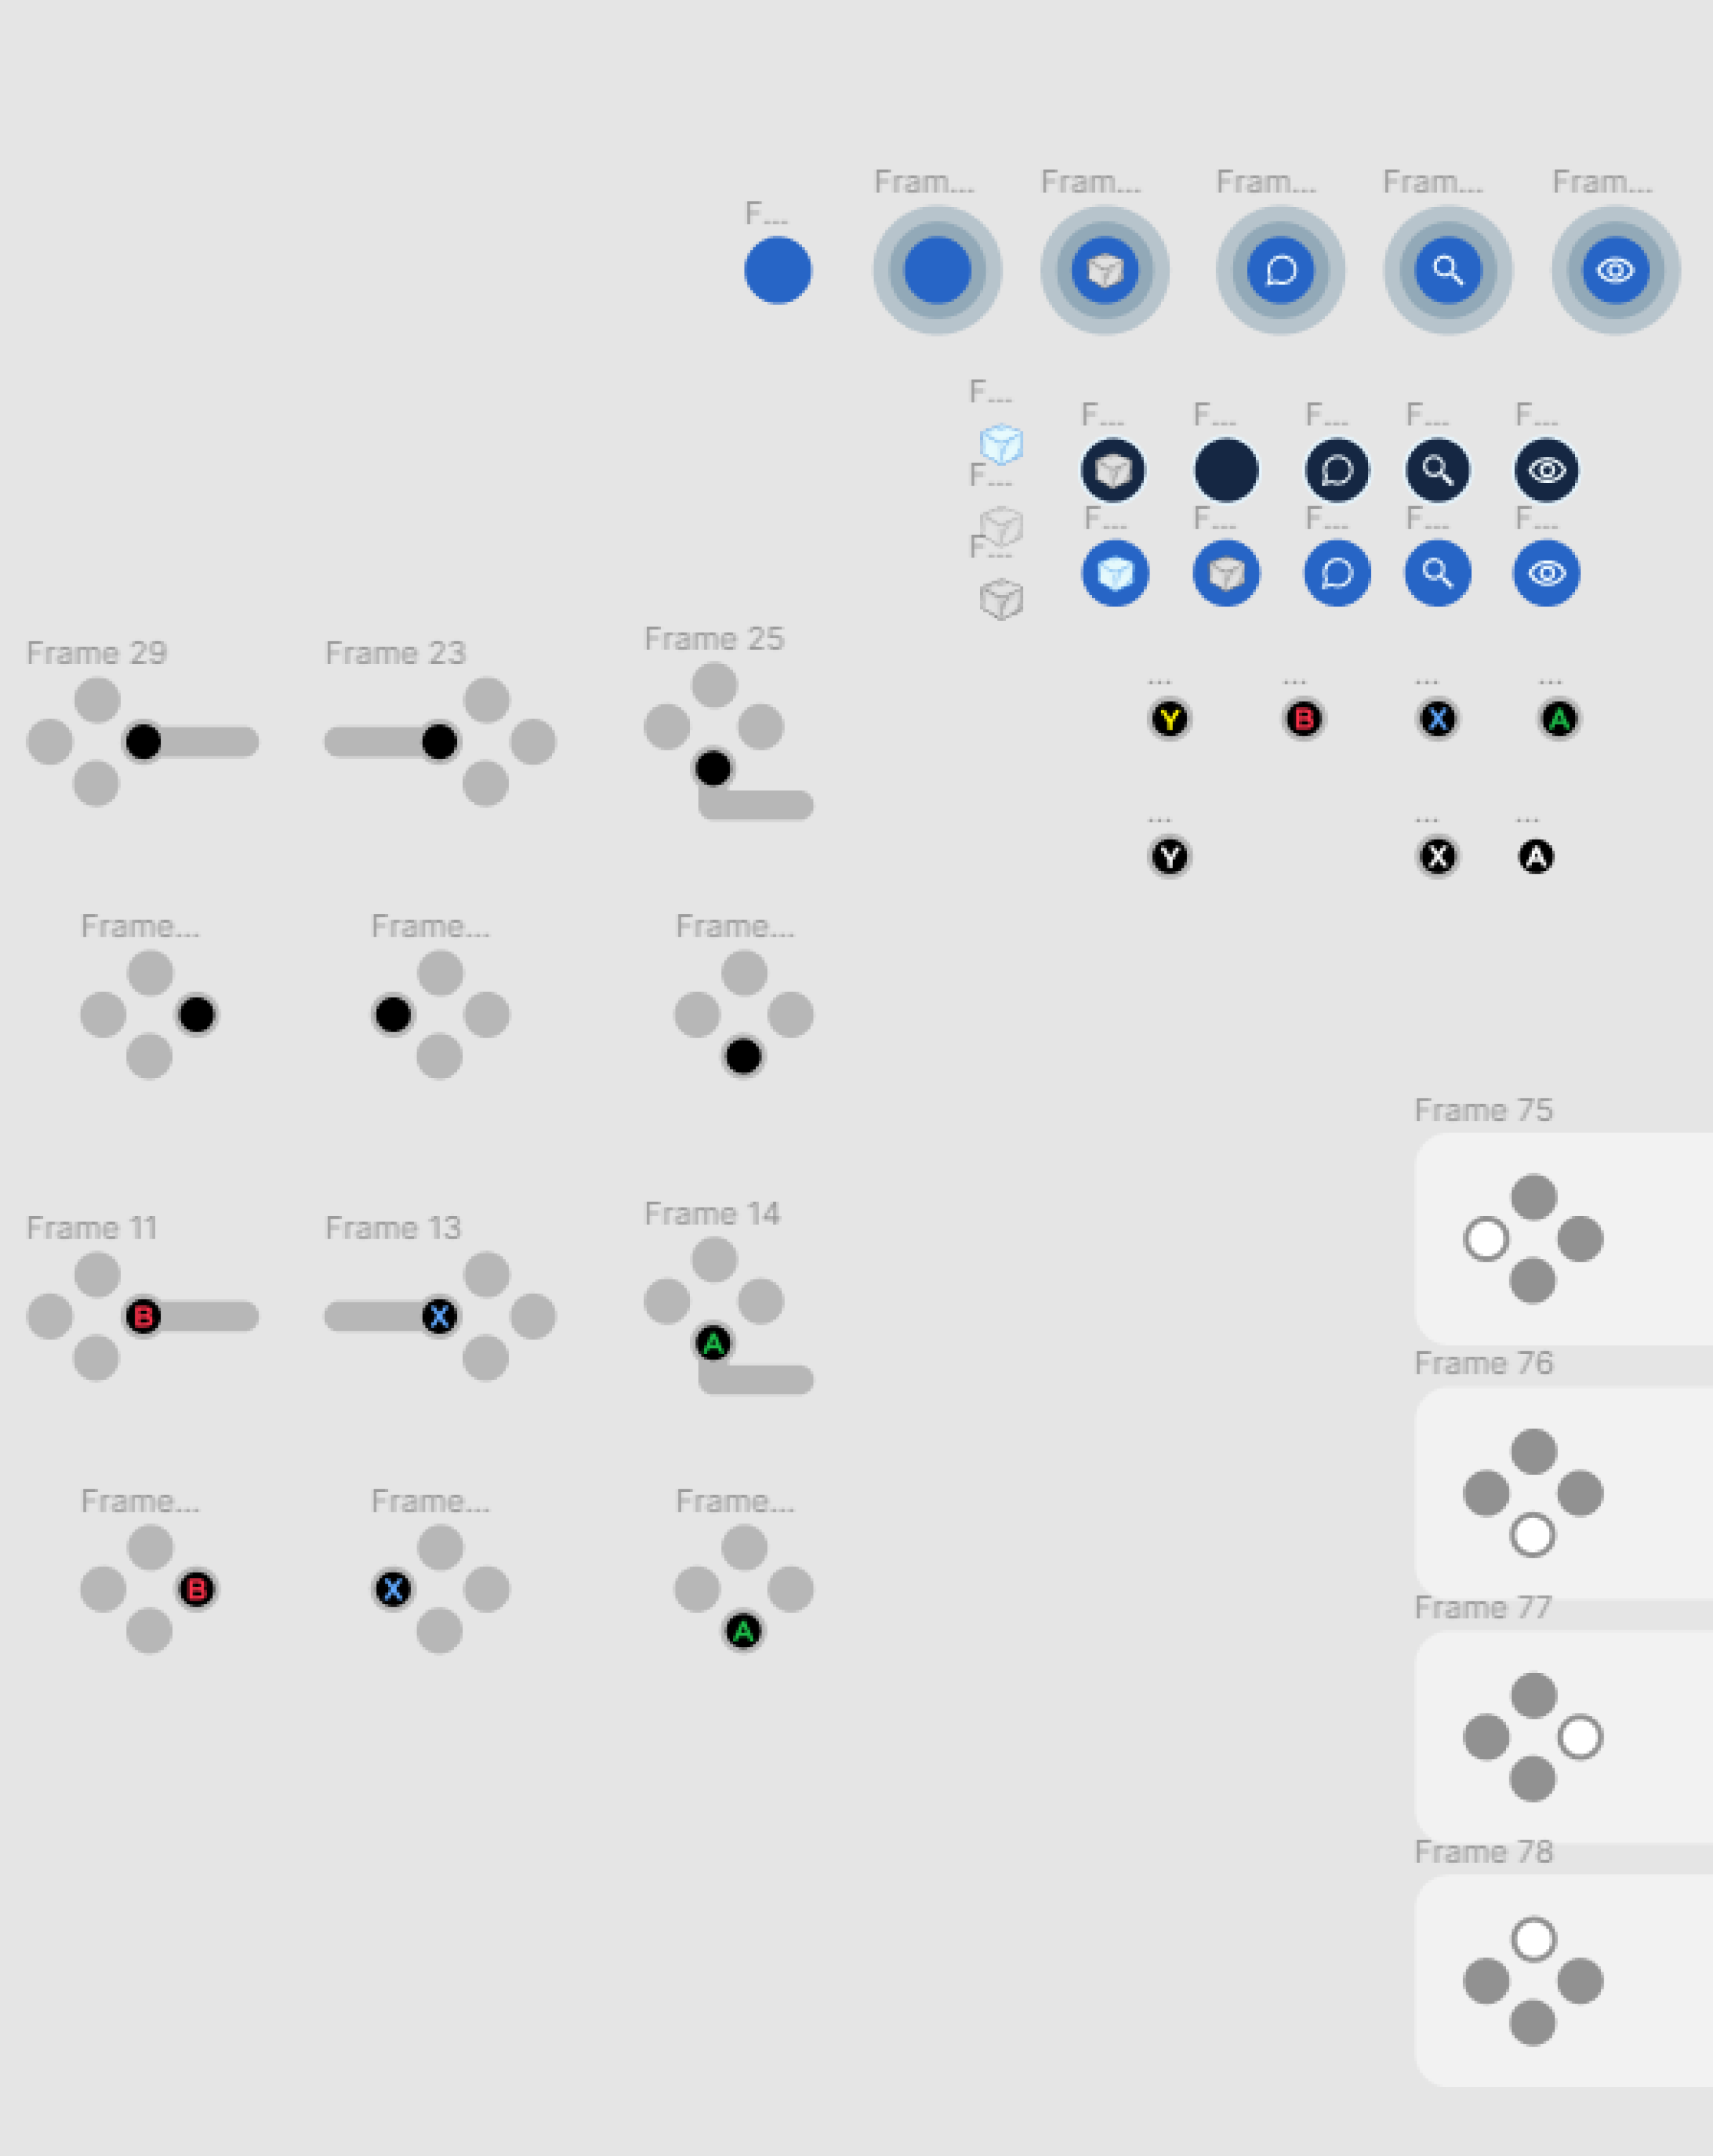 Fram... Fram... Fram... Fram... Fram...
F...
F...
F... F... F... F... F...
F...
F... F... F... F... F...
F...
Frame 29 Frame 23 Frame 25
... ... ... ...
Y B X A
... ... ...
Y X A
Frame... Frame... Frame...
Frame 75
Frame 11 Frame 13 Frame 14
B X A
Frame 76
Frame... Frame... Frame...
B X A
Frame 77
Frame 78